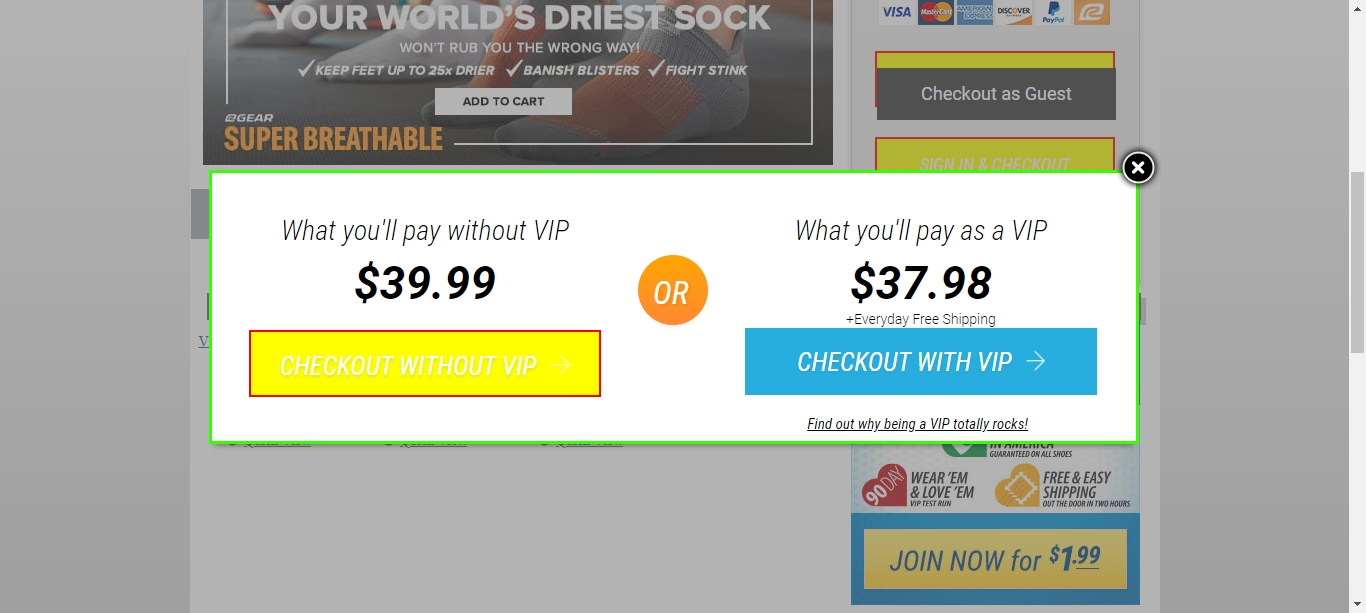 YOUR WORLD'S DRIEST SOCK
WON'T RUB YOU THE WRONG WAY!
KEEP FEET UP TO 25x DRIER BANISH BLISTERS FIGHT STINK
ADD TO CART
GEAR
SUPER BREATHABLE
VISA MasterCard AMERICAN EXPRESS DISCOVER PayPal
Checkout as Guest
SIGN IN & CHECKOUT
What you'll pay without VIP
$39.99
CHECKOUT WITHOUT VIP
OR
What you'll pay as a VIP
$37.98
+Everyday Free Shipping
CHECKOUT WITH VIP
Find out why being a VIP totally rocks!
V
IN AMERICA
GUARANTEED ON ALL SHOES
90 DAY
WEAR 'EM
& LOVE 'EM
VIP TEST RUN
FREE & EASY
SHIPPING
OUT THE DOOR IN TWO HOURS
JOIN NOW for $1.99